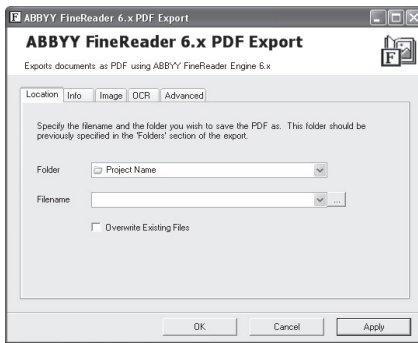 ABBYY FineReader 6.x PDF Export
ABBYY FineReader 6.x PDF Export
Exports documents as PDF using ABBYY FineReader Engine 6.x
Location Info Image OCR Advanced
Specify the filename and the folder you wish to save the PDF as. This folder should be
previously specified in the 'Folders' section of the export.
Folder Project Name
Filename ...
Overwrite Existing Files
OK Cancel Apply